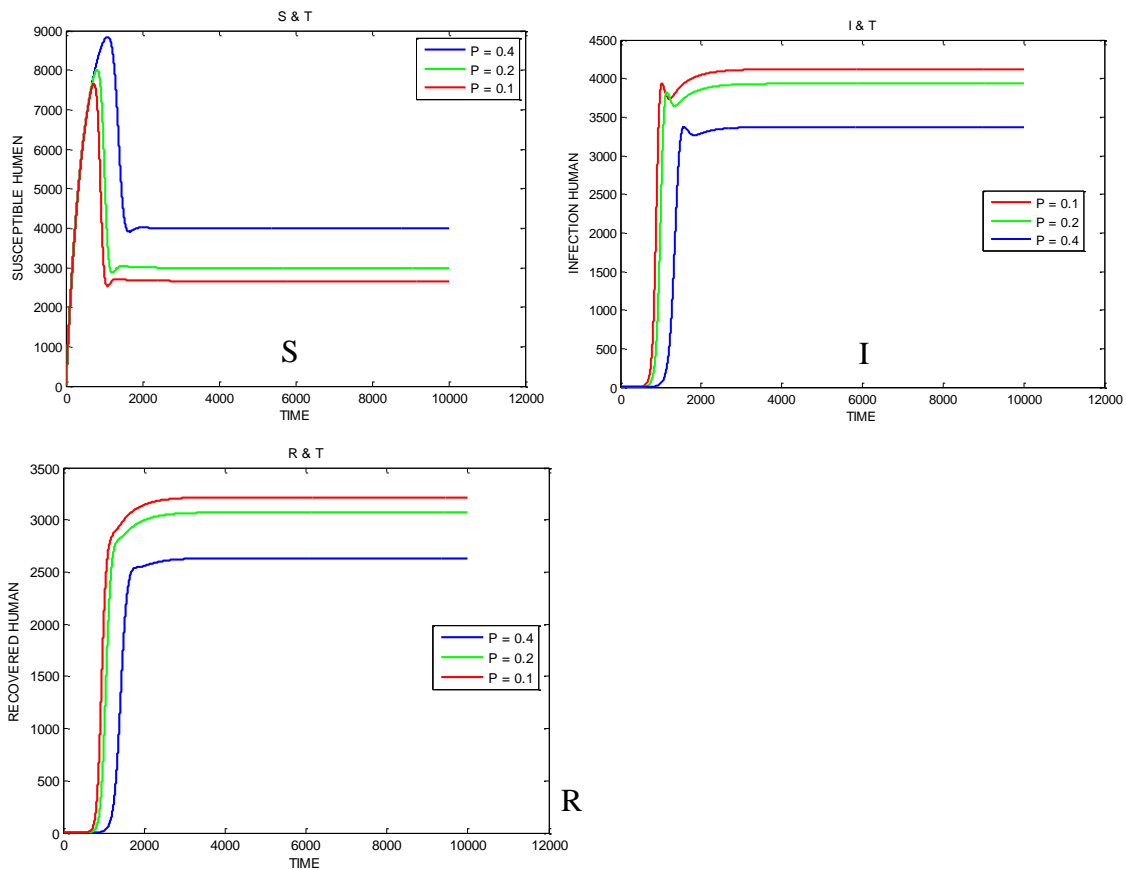 S & T
9000
8000
7000
6000
5000
4000
3000
2000
1000
0
SUSCEPTIBLE HUMEN
P = 0.4
P = 0.2
P = 0.1
S
0 2000 4000 6000 8000 10000 12000
TIME
I & T
4500
4000
3500
3000
2500
2000
1500
1000
500
0
INFECTION HUMAN
P = 0.1
P = 0.2
P = 0.4
I
0 2000 4000 6000 8000 10000 12000
TIME
R & T
3500
3000
2500
2000
1500
1000
500
0
RECOVERED HUMAN
P = 0.4
P = 0.2
P = 0.1
R
0 2000 4000 6000 8000 10000 12000
TIME